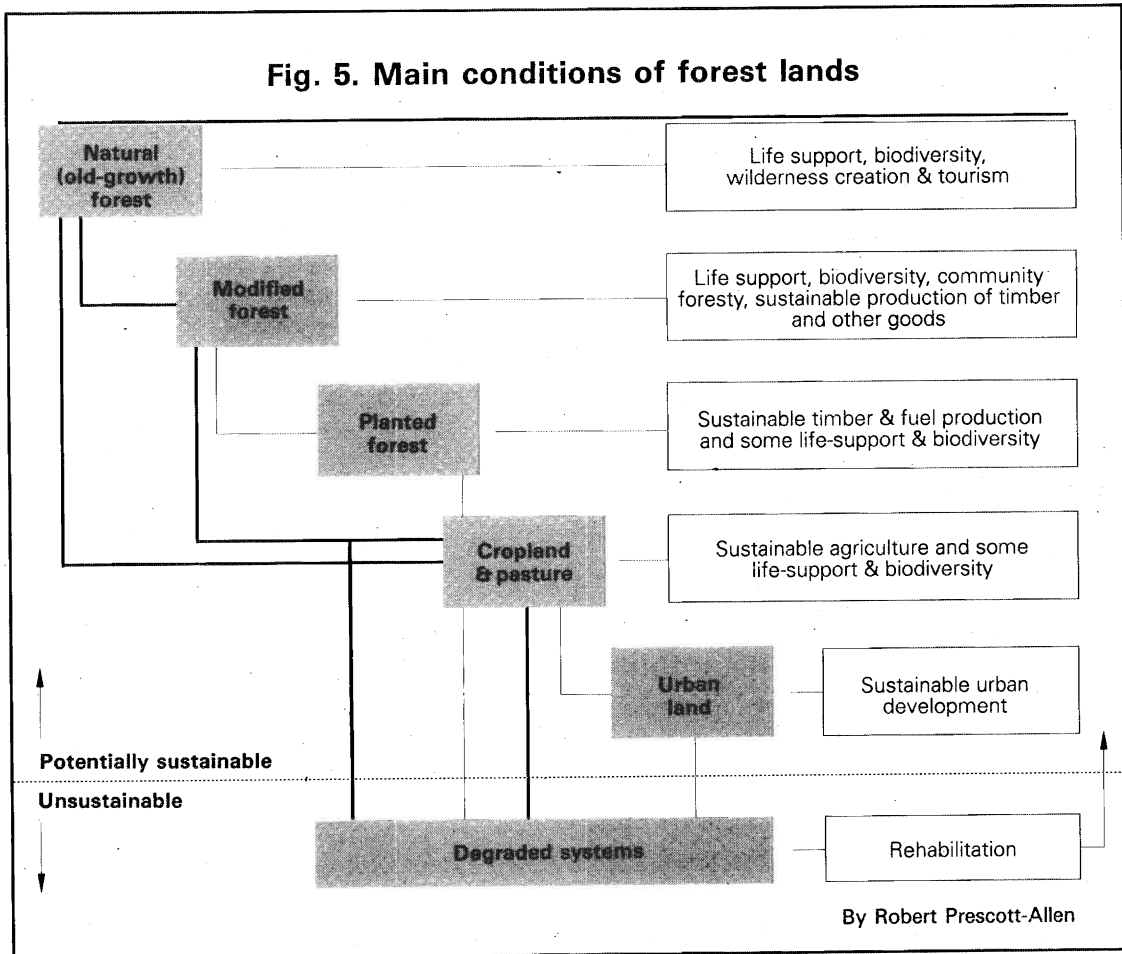 Fig. 5. Main conditions of forest lands
Natural
(old-growth)
forest
Life support, biodiversity,
wilderness creation & tourism
Modified
forest
Life support, biodiversity, community
foresty, sustainable production of timber
and other goods
Planted
forest
Sustainable timber & fuel production
and some life-support & biodiversity
Cropland
& pasture
Sustainable agriculture and some
life-support & biodiversity
Urban
land
Sustainable urban
development
Potentially sustainable
Unsustainable
Degraded systems
Rehabilitation
By Robert Prescott-Allen